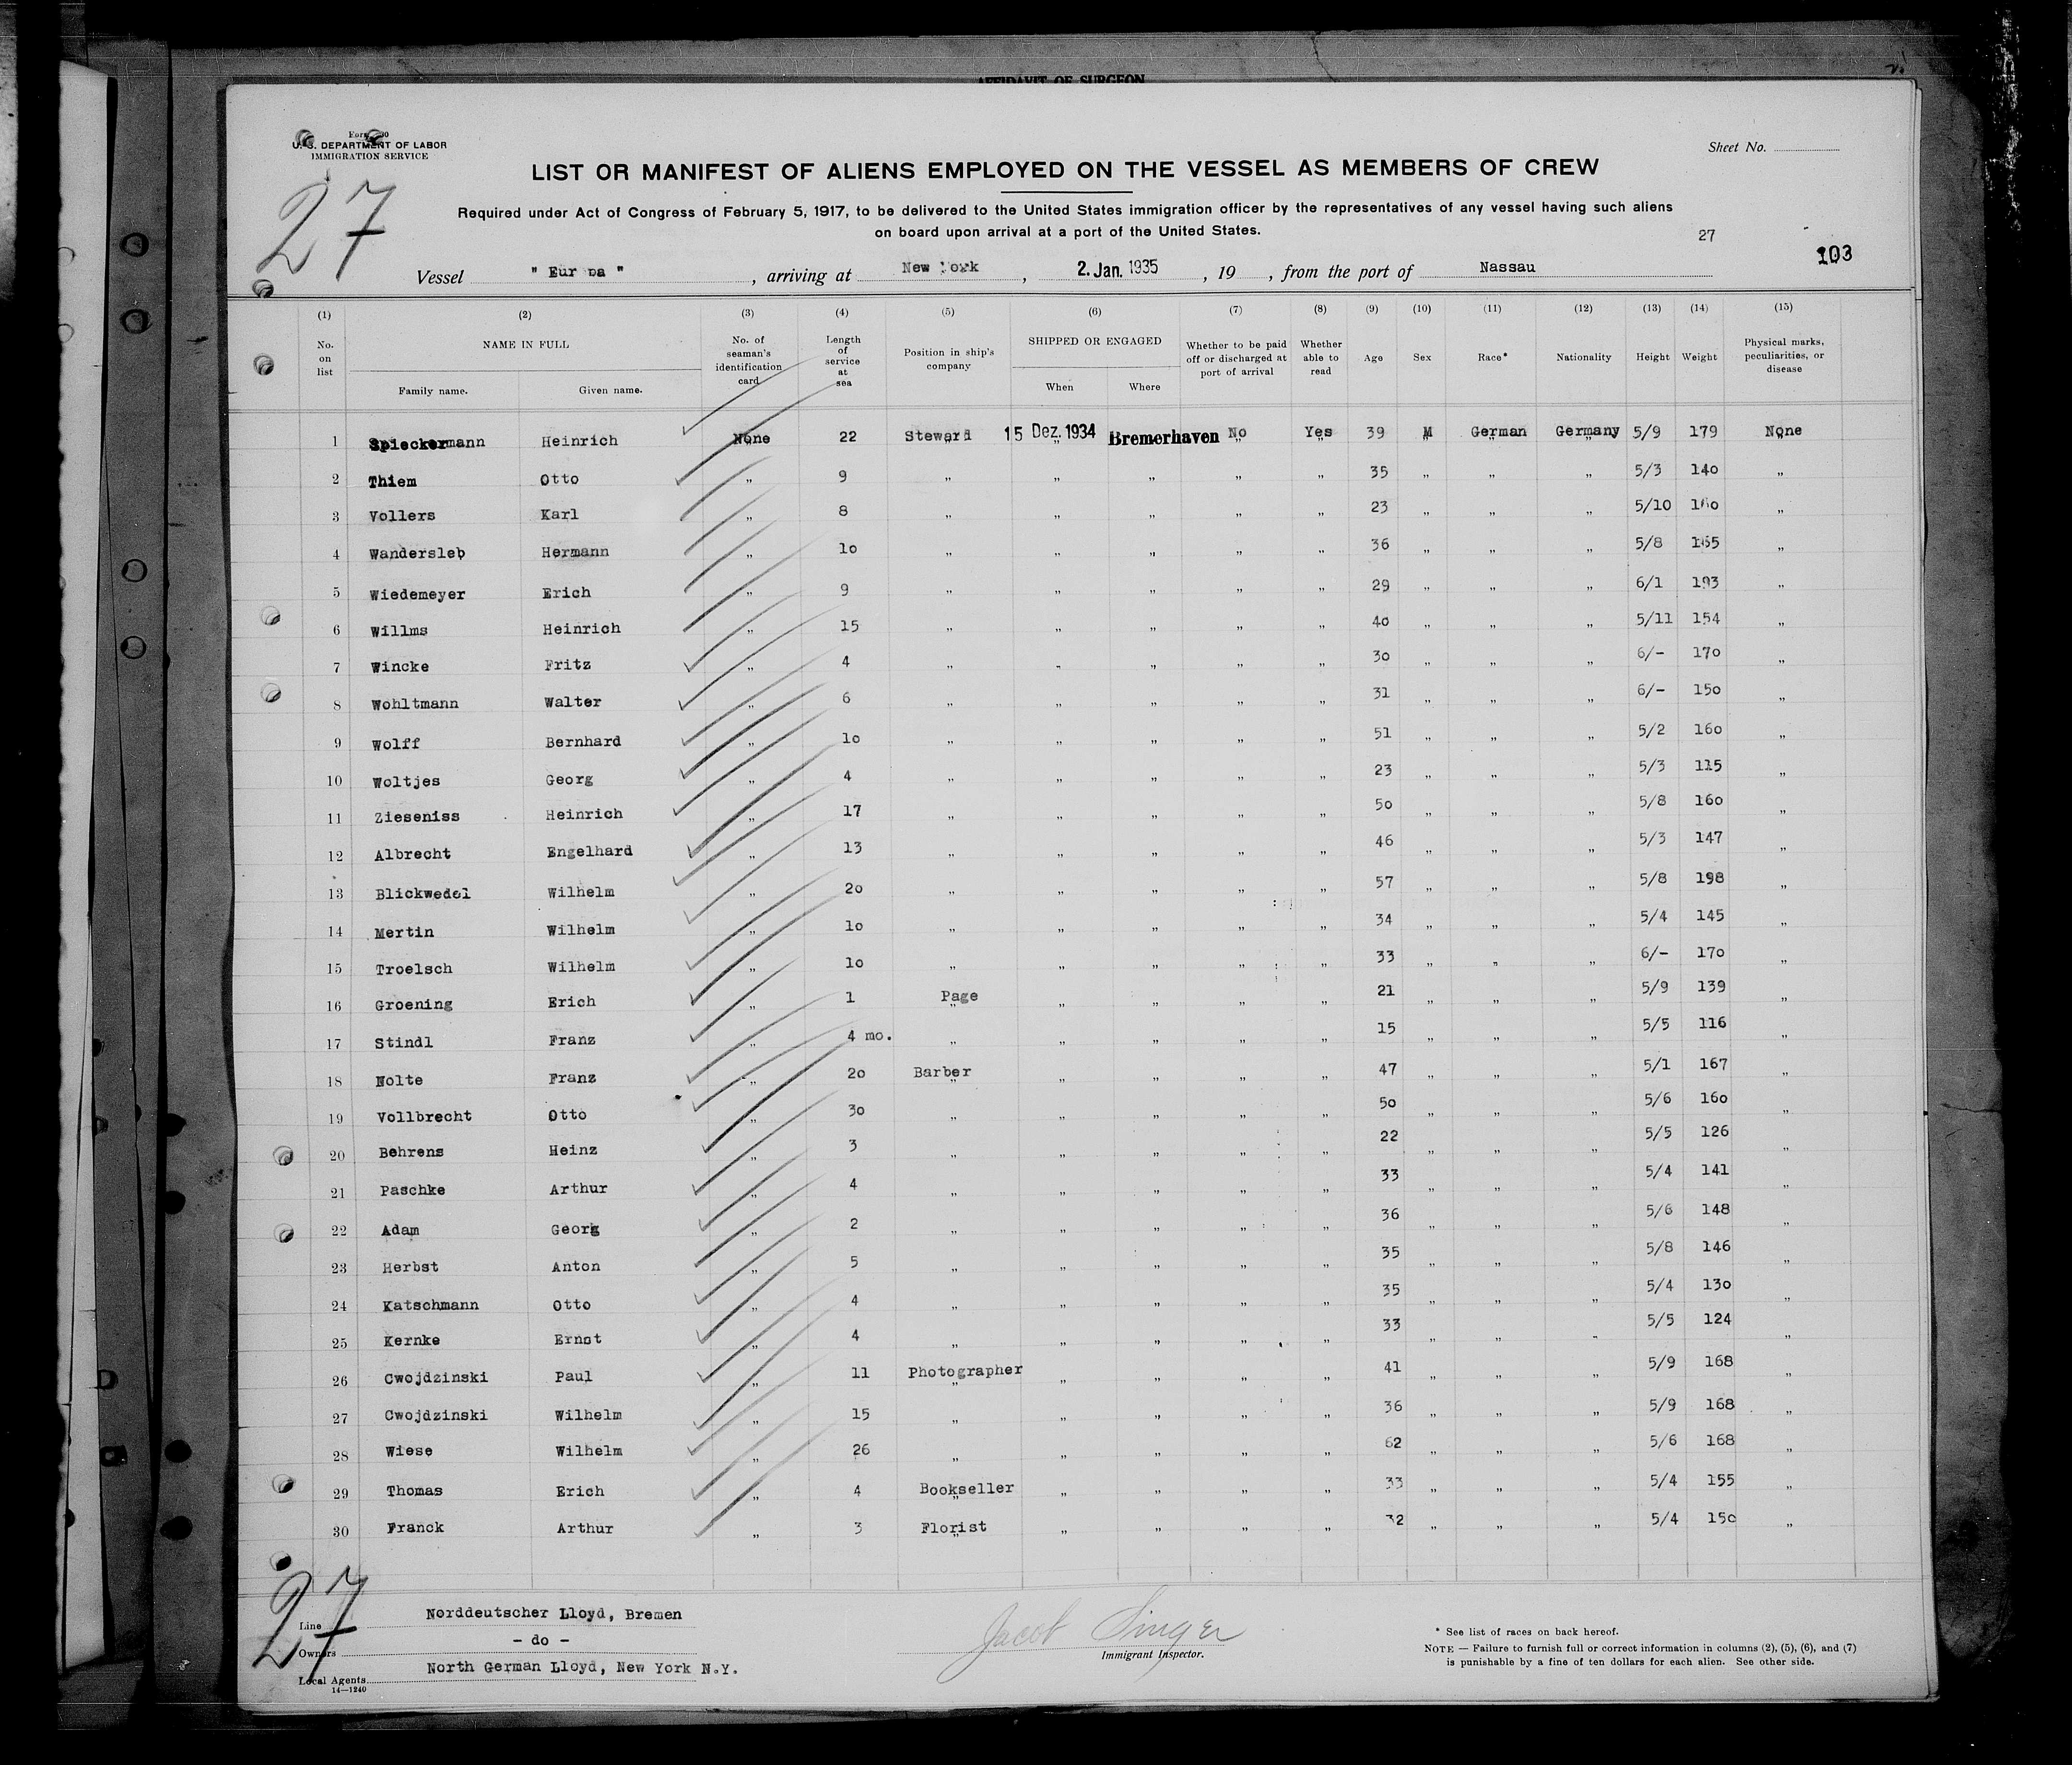 AFFIDAVIT OF SURGEON
U. S. DEPARTMENT OF LABOR
IMMIGRATION SERVICE
Sheet No.
27
LIST OR MANIFEST OF ALIENS EMPLOYED ON THE VESSEL AS MEMBERS OF CREW
Required under Act of Congress of February 5, 1917, to be delivered to the United States immigration officer by the representatives of any vessel having such aliens
on board upon arrival at a port of the United States.
27
103
Vessel " Eur pa " , arriving at New York , 2. Jan. 1935 , 19 , from the port of Nassau
(1) (2) (3) (4) (5) (6) (7) (8) (9) (10) (11) (12) (13) (14) (15)
No. on list NAME IN FULL Family name. Given name. No. of seaman's identification card Length of service at sea Position in ship's company SHIPPED OR ENGAGED When Where Whether to be paid off or discharged at port of arrival Whether able to read Age Sex Race* Nationality Height Weight Physical marks, peculiarities, or disease
1 Spieckermann Heinrich None 22 Steward 15 Dez. 1934 Bremerhaven No Yes 39 M German Germany 5/9 179 None
2 Thiem Otto „ 9 „ „ „ „ „ 35 „ „ „ 5/3 140 „
3 Vollers Karl „ 8 „ „ „ „ „ 23 „ „ „ 5/10 „
4 Wandersleb Hermann „ 10 „ „ „ „ „ 36 „ „ „ 5/8 165 „
5 Wiedemeyer Erich „ 9 „ „ „ „ „ 29 „ „ „ 6/1 193 „
6 Willms Heinrich „ 15 „ „ „ „ „ 40 „ „ „ 5/11 154 „
7 Wincke Fritz „ 4 „ „ „ „ „ 30 „ „ „ 6/- 170 „
8 Wohltmann Walter „ 6 „ „ „ „ „ 31 „ „ „ 6/- 150 „
9 Wolff Bernhard „ 10 „ „ „ „ „ 51 „ „ „ 5/2 160 „
10 Woltjes Georg „ 4 „ „ „ „ „ 23 „ „ „ 5/3 115 „
11 Zieseniss Heinrich „ 17 „ „ „ „ „ 50 „ „ „ 5/8 160 „
12 Albrecht Engelhard „ 13 „ „ „ „ „ 46 „ „ „ 5/3 147 „
13 Blickwedel Wilhelm „ 20 „ „ „ „ „ 57 „ „ „ 5/8 198 „
14 Mertin Wilhelm „ 10 „ „ „ „ „ 34 „ „ „ 5/4 145 „
15 Troelsch Wilhelm „ 10 „ „ „ „ „ 33 „ „ „ 6/- 170 „
16 Groening Erich „ 1 Page „ „ „ „ 21 „ „ „ 5/9 139 „
17 Stindl Franz „ 4 mo. „ „ „ „ „ 15 „ „ „ 5/5 116 „
18 Nolte Franz „ 20 Barber „ „ „ „ 47 „ „ „ 5/1 167 „
19 Vollbrecht Otto „ 30 „ „ „ „ „ 50 „ „ „ 5/6 160 „
20 Behrens Heinz „ 3 „ „ „ „ „ 22 „ „ „ 5/5 126 „
21 Paschke Arthur „ 4 „ „ „ „ „ 33 „ „ „ 5/4 141 „
22 Adam Georg „ 2 „ „ „ „ „ 36 „ „ „ 5/6 148 „
23 Herbst Anton „ 5 „ „ „ „ „ 35 „ „ „ 5/8 146 „
24 Katschmann Otto „ 4 „ „ „ „ „ 35 „ „ „ 5/4 130 „
25 Kernke Ernst „ 4 „ „ „ „ „ 33 „ „ „ 5/5 124 „
26 Cwojdzinski Paul „ 11 Photographer „ „ „ „ 41 „ „ „ 5/9 168 „
27 Cwojdzinski Wilhelm „ 15 „ „ „ „ „ 36 „ „ „ 5/9 168 „
28 Wiese Wilhelm „ 26 „ „ „ „ „ 62 „ „ „ 5/6 168 „
29 Thomas Erich „ 4 Bookseller „ „ „ „ 33 „ „ „ 5/4 155 „
30 Franck Arthur „ 3 Florist „ „ „ „ 32 „ „ „ 5/4 150 „
27
Line Norddeutscher Lloyd, Bremen
Owners - do -
Local Agents North German Lloyd, New York N.Y.
14—1240
Jacob Singer
Immigrant Inspector.
* See list of races on back hereof.
NOTE — Failure to furnish full or correct information in columns (2), (5), (6), and (7)
is punishable by a fine of ten dollars for each alien. See other side.